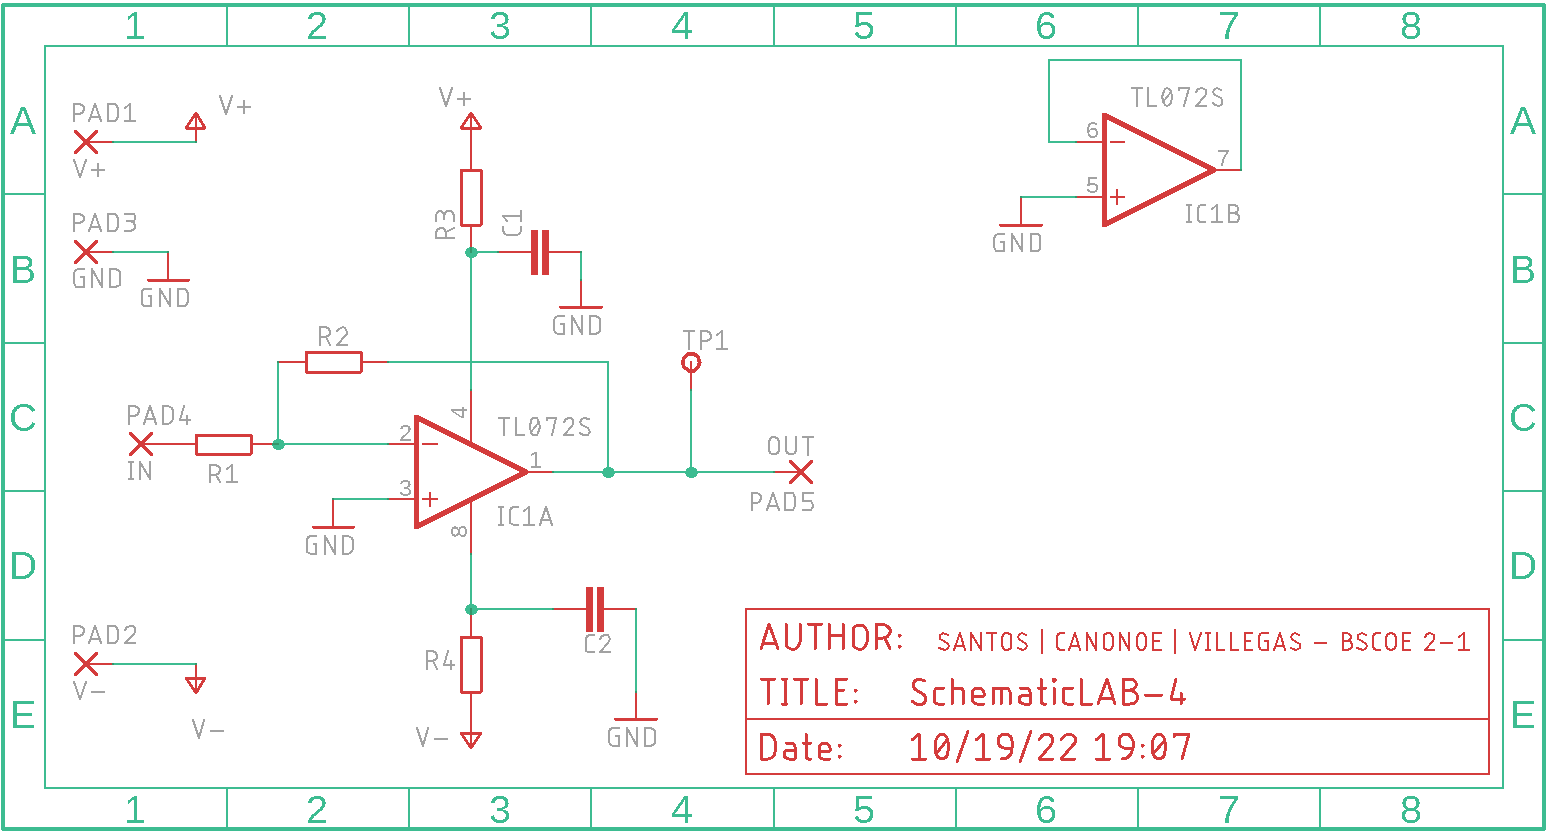 1 2 3 4 5 6 7 8
A A
PAD1 V+ V+ TL072S
V+
6
7
5
IC1B
GND
B B
PAD3
GND
GND
R3 C1
GND
R2 TP1
C C
PAD4
IN
R1
2 4 TL072S
1
3
8
IC1A
GND
OUT
PAD5
D D
C2
R4
GND
V-
PAD2
V-
V-
E E
AUTHOR: SANTOS | CANONOE | VILLEGAS - BSCOE 2-1
TITLE: SchematicLAB-4
Date: 10/19/22 19:07
1 2 3 4 5 6 7 8